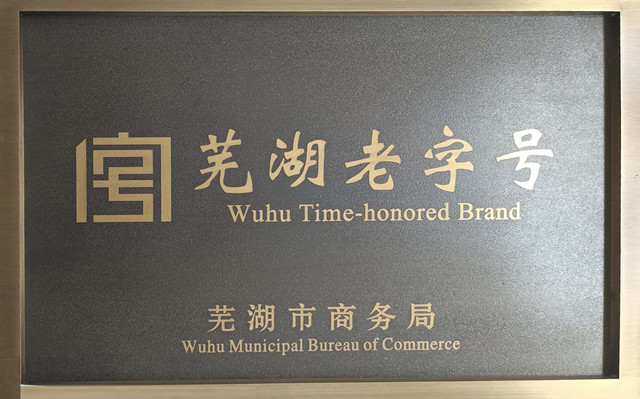 芜湖老字号
Wuhu Time-honored Brand
芜湖市商务局
Wuhu Municipal Bureau of Commerce